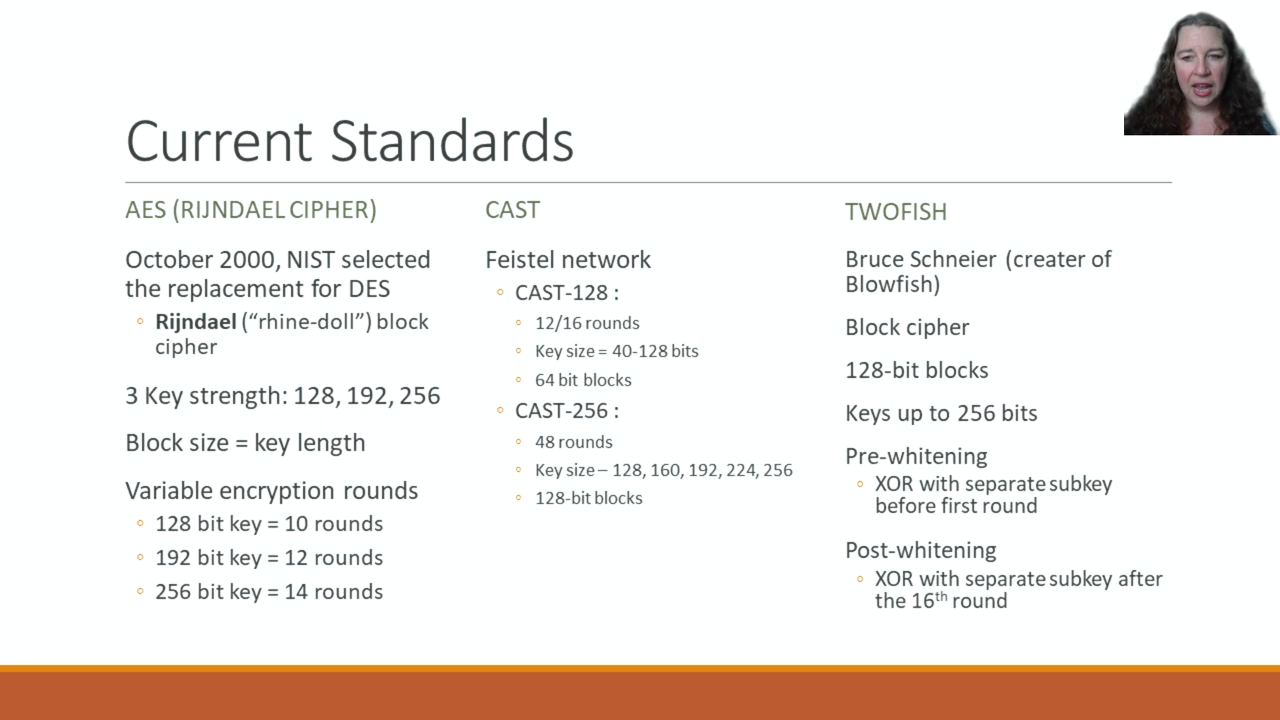 Current Standards
AES (RIJNDAEL CIPHER)
October 2000, NIST selected
the replacement for DES
Rijndael (“rhine-doll”) block
cipher
3 Key strength: 128, 192, 256
Block size = key length
Variable encryption rounds
128 bit key = 10 rounds
192 bit key = 12 rounds
256 bit key = 14 rounds
CAST
Feistel network
CAST-128 :
12/16 rounds
Key size = 40-128 bits
64 bit blocks
CAST-256 :
48 rounds
Key size – 128, 160, 192, 224, 256
128-bit blocks
TWOFISH
Bruce Schneier (creater of
Blowfish)
Block cipher
128-bit blocks
Keys up to 256 bits
Pre-whitening
XOR with separate subkey
before first round
Post-whitening
XOR with separate subkey after
the 16th round